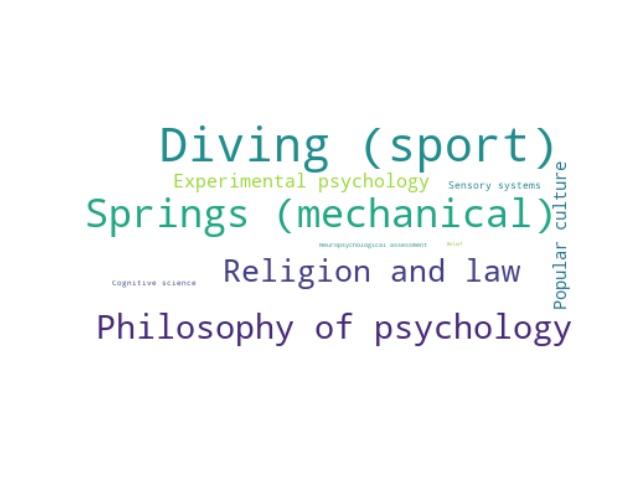 Diving (sport)
Experimental psychology
Sensory systems
Popular culture
Springs (mechanical)
Neuropsychological assessment
Belief
Religion and law
Cognitive science
Philosophy of psychology